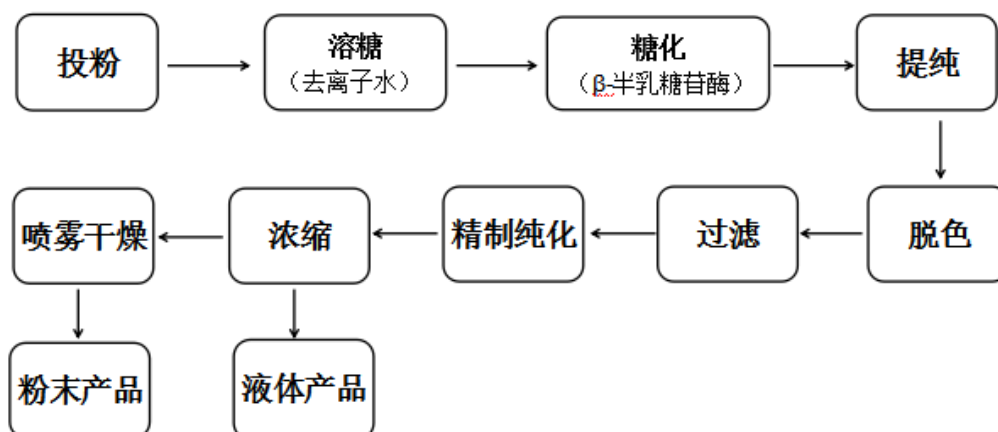 投粉
溶糖
（去离子水）
糖化
（β-半乳糖苷酶）
提纯
脱色
过滤
精制纯化
浓缩
喷雾干燥
粉末产品
液体产品